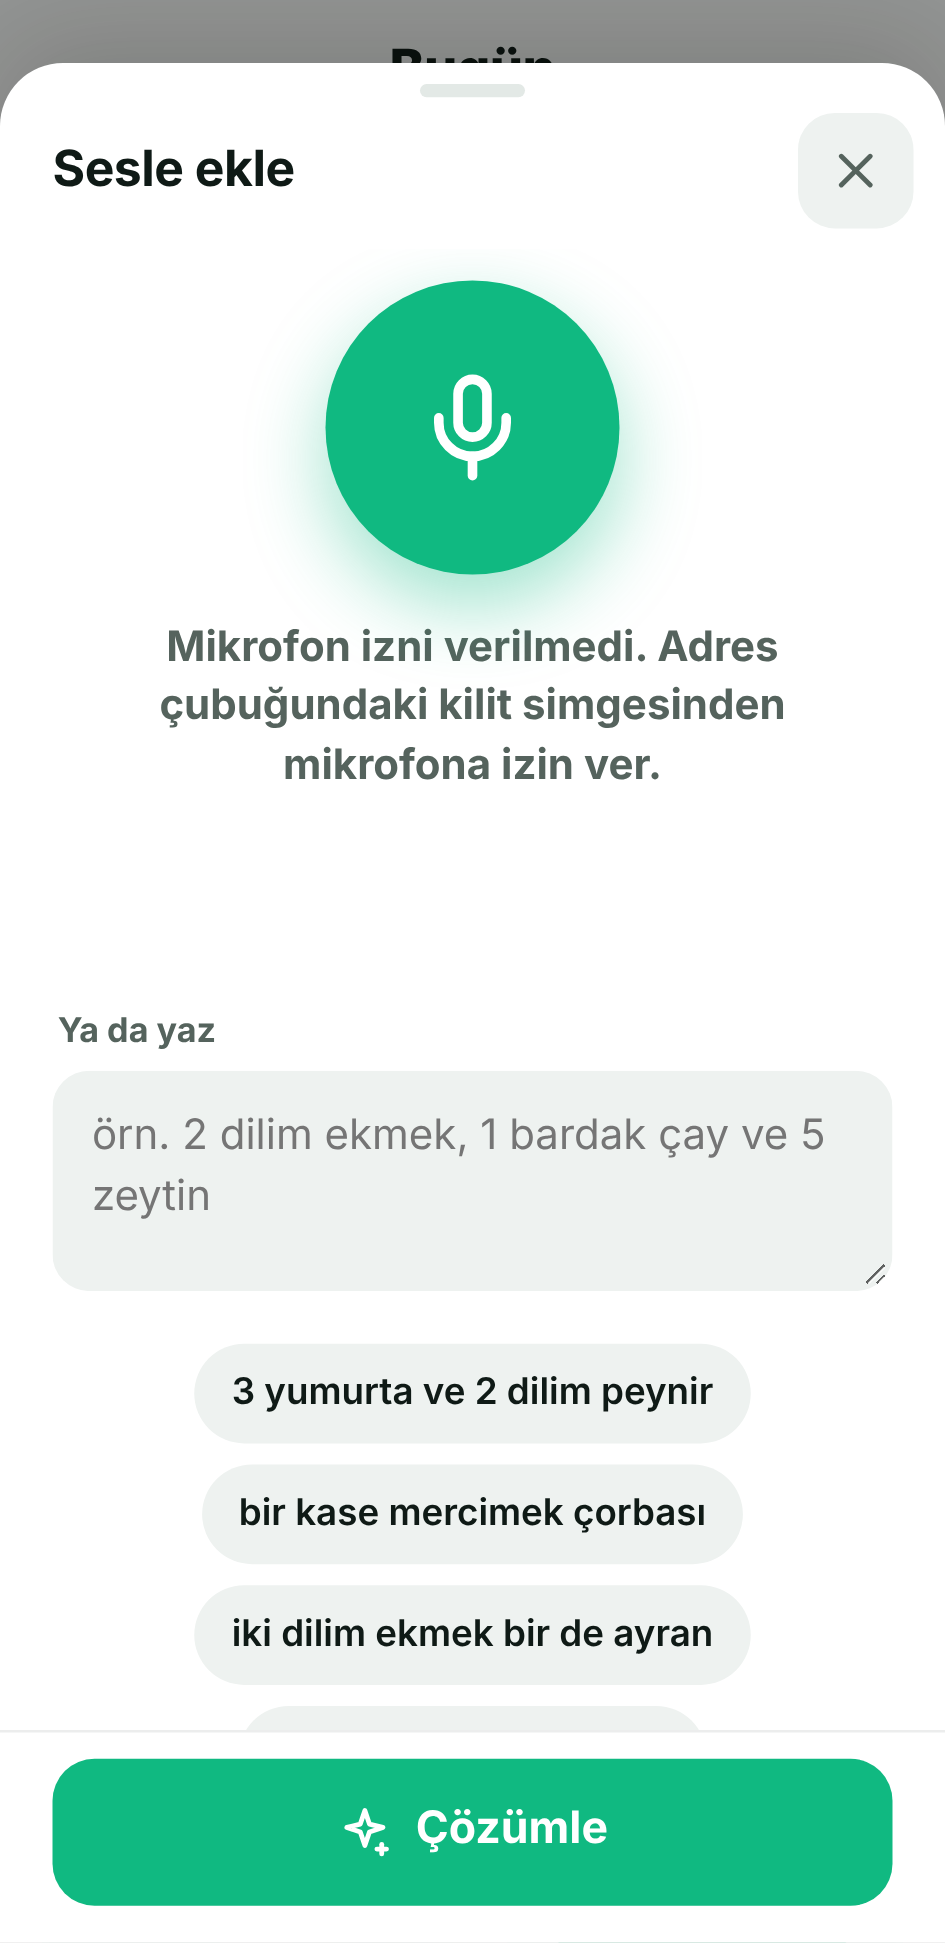 Bugün
Sesle ekle
Mikrofon izni verilmedi. Adres
çubuğundaki kilit simgesinden
mikrofona izin ver.
Ya da yaz
örn. 2 dilim ekmek, 1 bardak çay ve 5
zeytin
3 yumurta ve 2 dilim peynir
bir kase mercimek çorbası
iki dilim ekmek bir de ayran
Çözümle